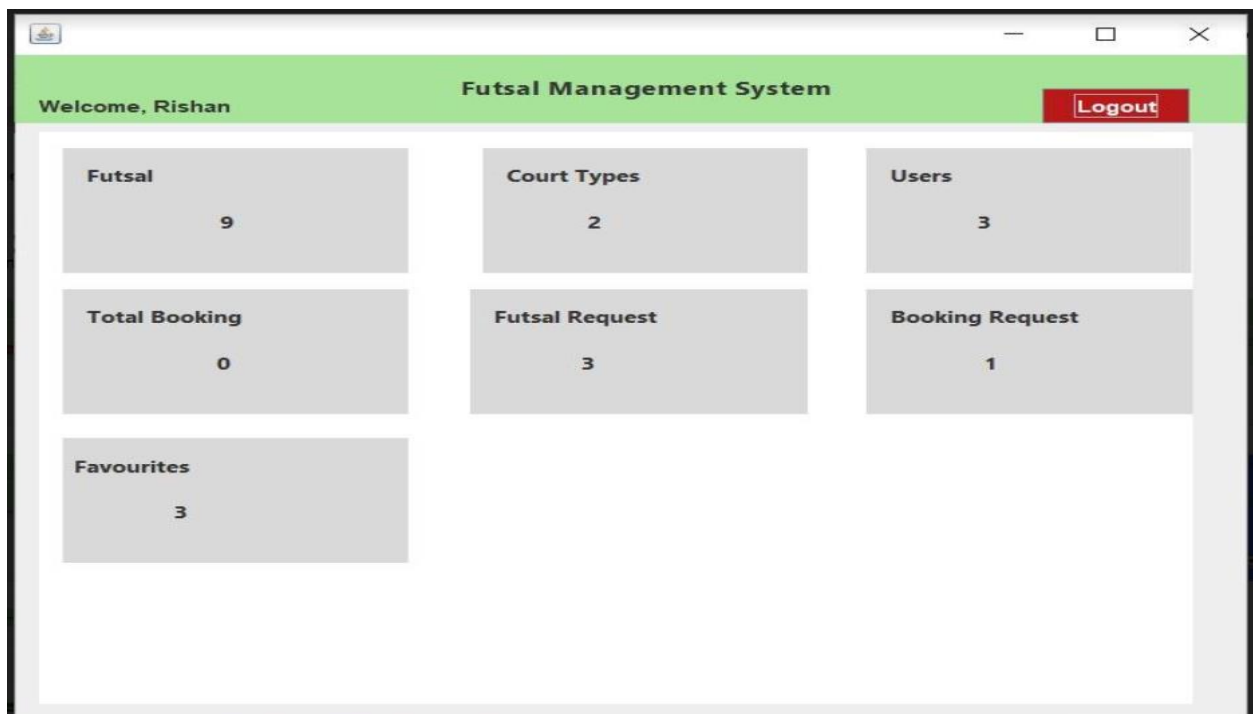 Futsal Management System
Welcome, Rishan
Logout
Futsal
9
Court Types
2
Users
3
Total Booking
0
Futsal Request
3
Booking Request
1
Favourites
3